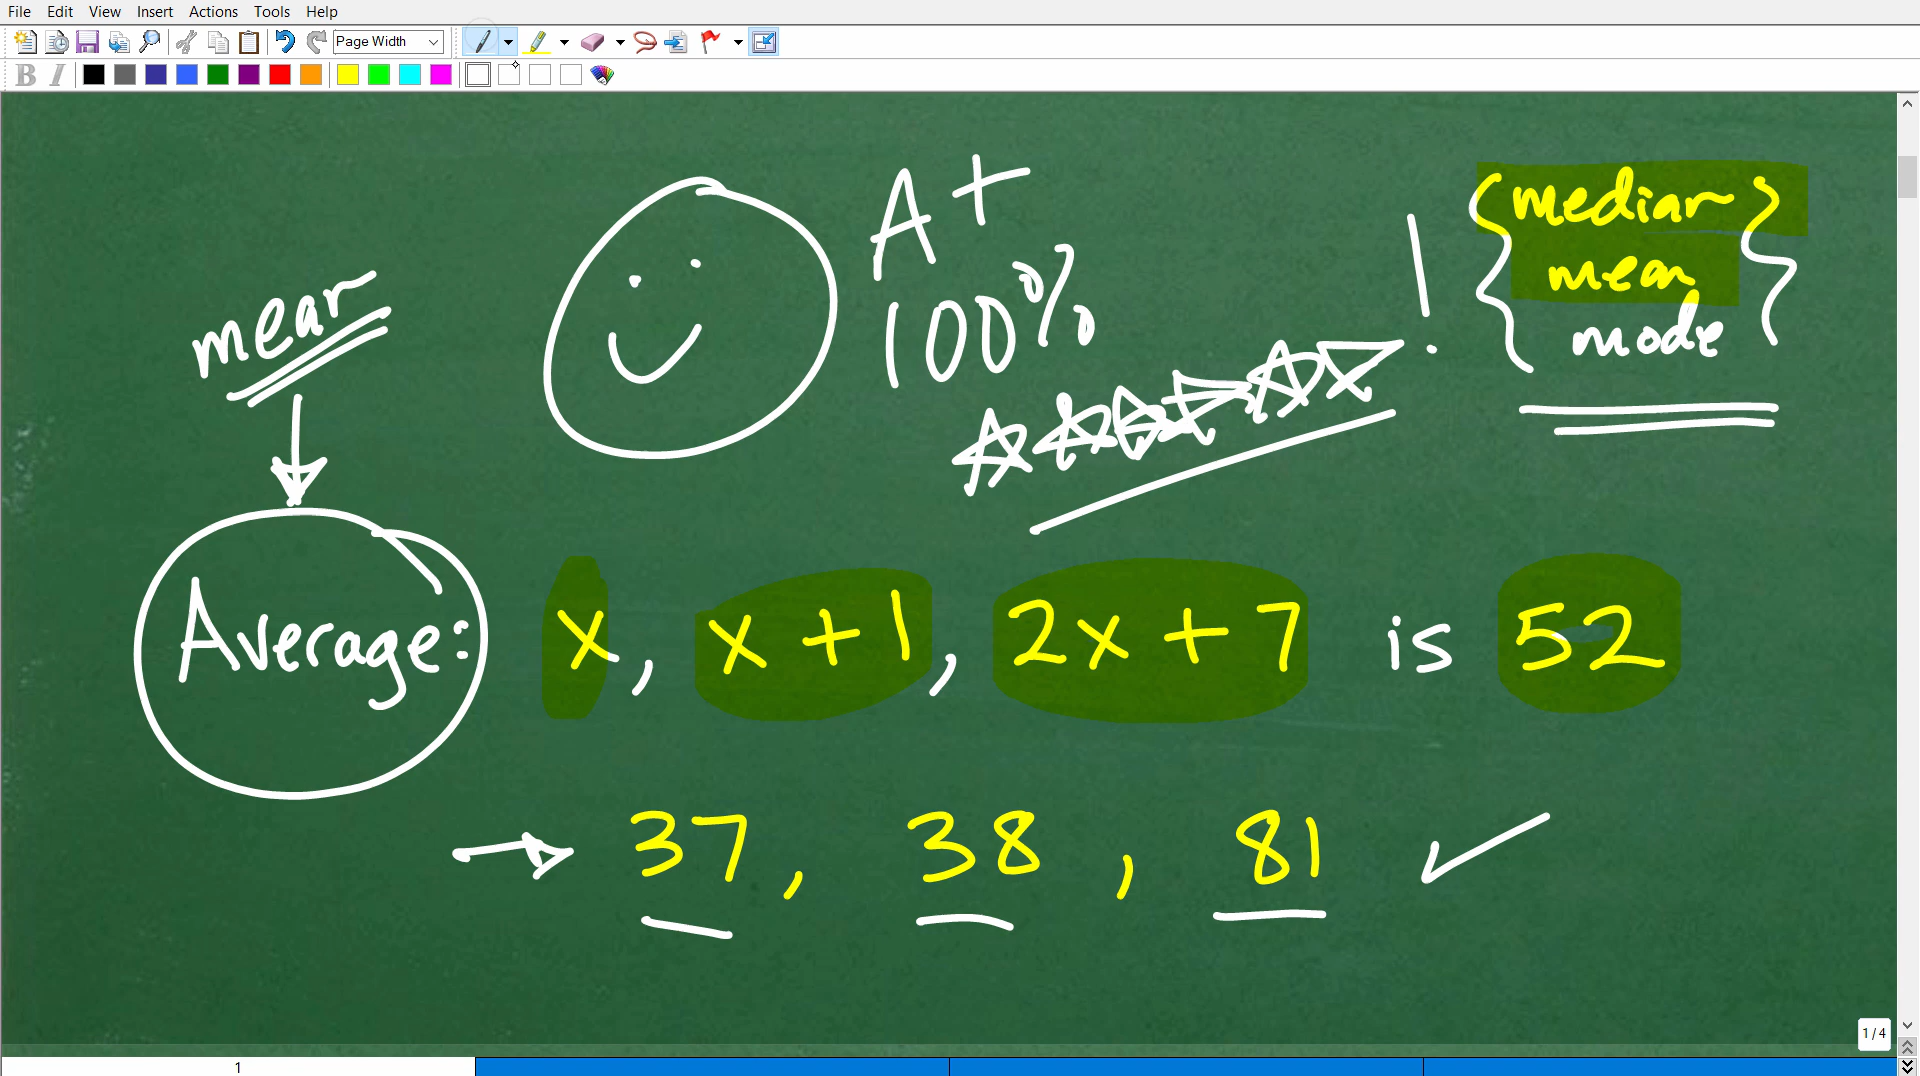 File Edit View Insert Actions Tools Help
Page Width
B I
A+
100%
!
median
mean
mode
mean
Average: x, x + 1, 2x + 7 is 52
37, 38, 81
1 / 4
1